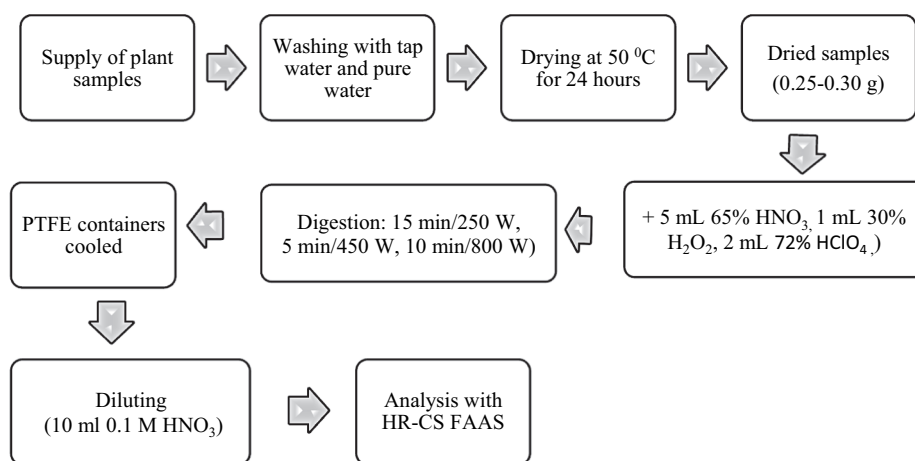 Supply of plant
samples
Washing with tap
water and pure
water
Drying at 50 ⁰C
for 24 hours
Dried samples
(0.25-0.30 g)
+ 5 mL 65% HNO₃, 1 mL 30%
H₂O₂, 2 mL 72% HClO₄ ,)
Digestion: 15 min/250 W,
5 min/450 W, 10 min/800 W)
PTFE containers
cooled
Diluting
(10 ml 0.1 M HNO₃)
Analysis with
HR-CS FAAS